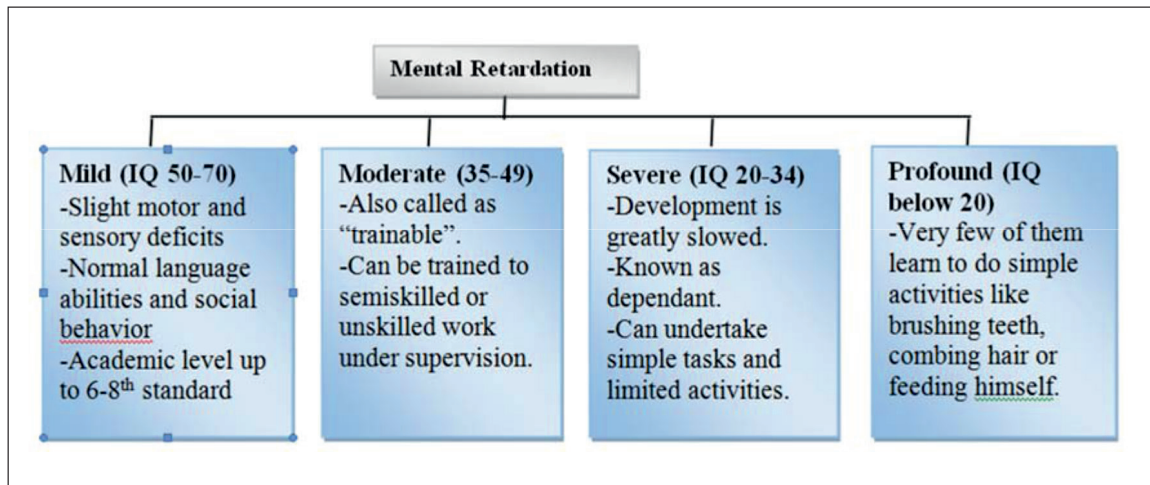 Mental Retardation
Mild (IQ 50-70)
-Slight motor and
sensory deficits
-Normal language
abilities and social
behavior
-Academic level up
to 6-8th standard
Moderate (35-49)
-Also called as
“trainable”.
-Can be trained to
semiskilled or
unskilled work
under supervision.
Severe (IQ 20-34)
-Development is
greatly slowed.
-Known as
dependant.
-Can undertake
simple tasks and
limited activities.
Profound (IQ
below 20)
-Very few of them
learn to do simple
activities like
brushing teeth,
combing hair or
feeding himself.